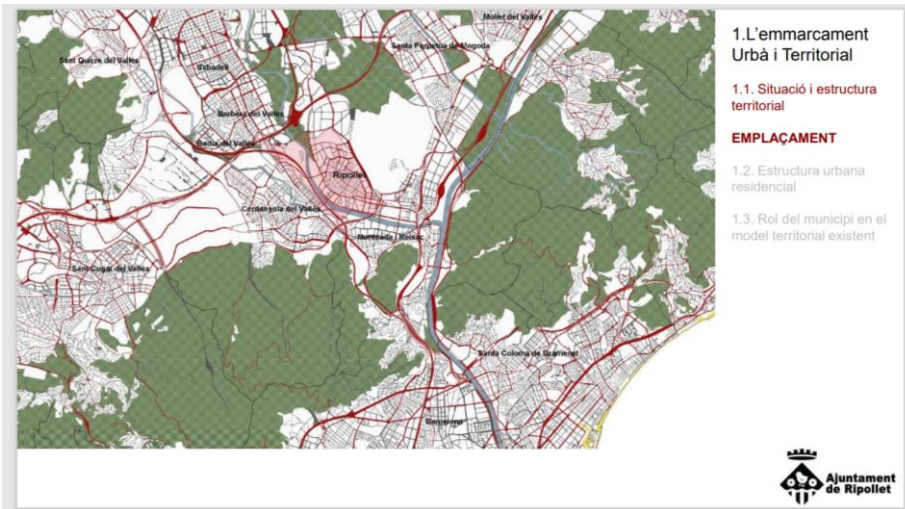 Mollet del Vallès
Santa Perpètua de Mogoda
Sant Quirze del Vallès
Sabadell
Barberà del Vallès
Badia del Vallès
Ripollet
Cerdanyola del Vallès
Montcada i Reixac
Sant Cugat del Vallès
Santa Coloma de Gramenet
Barcelona
1.L’emmarcament
Urbà i Territorial
1.1. Situació i estructura
territorial
EMPLAÇAMENT
1.2. Estructura urbana
residencial
1.3. Rol del municipi en el
model territorial existent
Ajuntament
de Ripollet